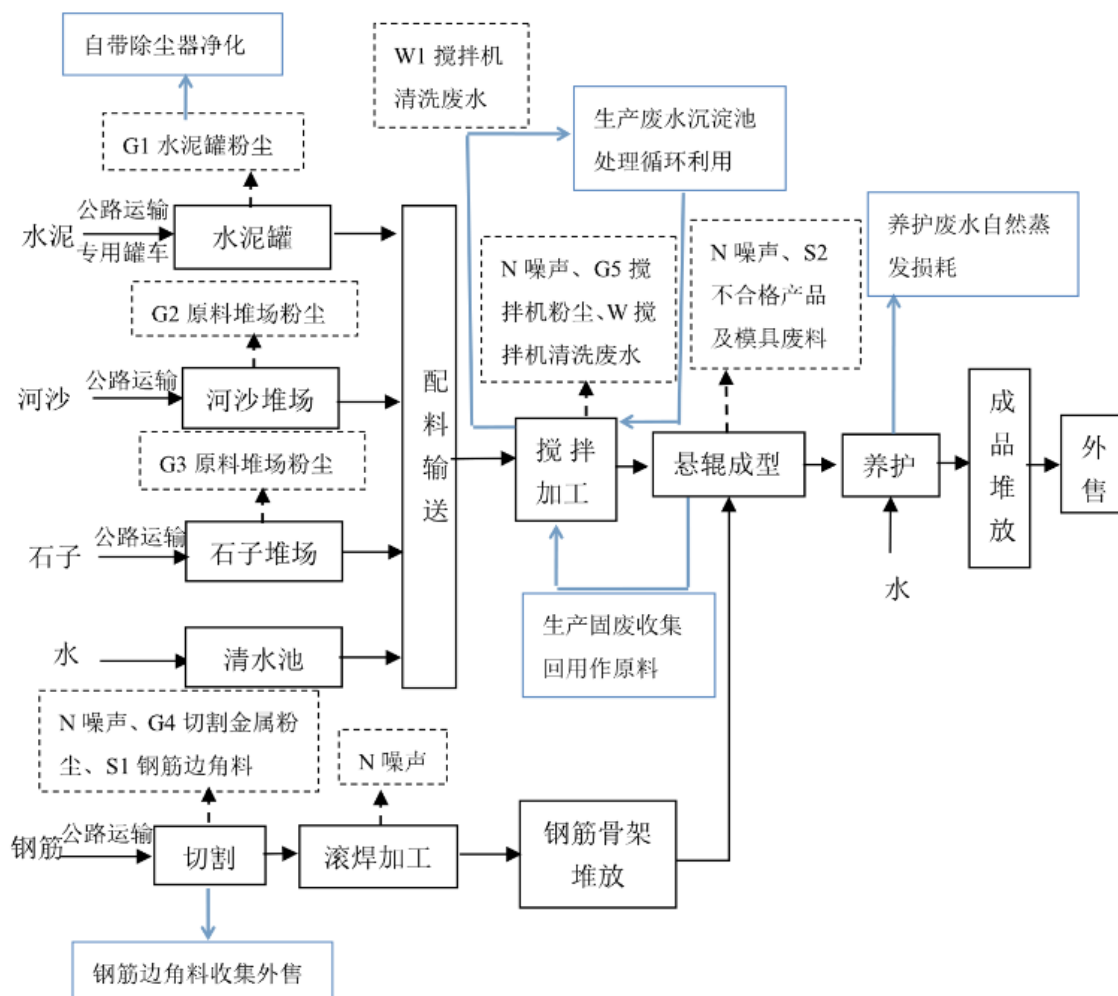 自带除尘器净化
W1 搅拌机
清洗废水
生产废水沉淀池
处理循环利用
G1 水泥罐粉尘
公路运输
水泥
专用罐车
水泥罐
养护废水自然蒸
发损耗
N 噪声、G5 搅
拌机粉尘、W 搅
拌机清洗废水
N 噪声、S2
不合格产品
及模具废料
G2 原料堆场粉尘
公路运输
河沙
河沙堆场
配
料
输
送
G3 原料堆场粉尘
搅 拌
加工
悬辊成型
养护
成
品
堆
放
外
售
公路运输
石子
石子堆场
水
生产固废收集
回用作原料
水
清水池
N 噪声、G4 切割金属粉
尘、S1 钢筋边角料
N 噪声
公路运输
钢筋
切割
滚焊加工
钢筋骨架
堆放
钢筋边角料收集外售